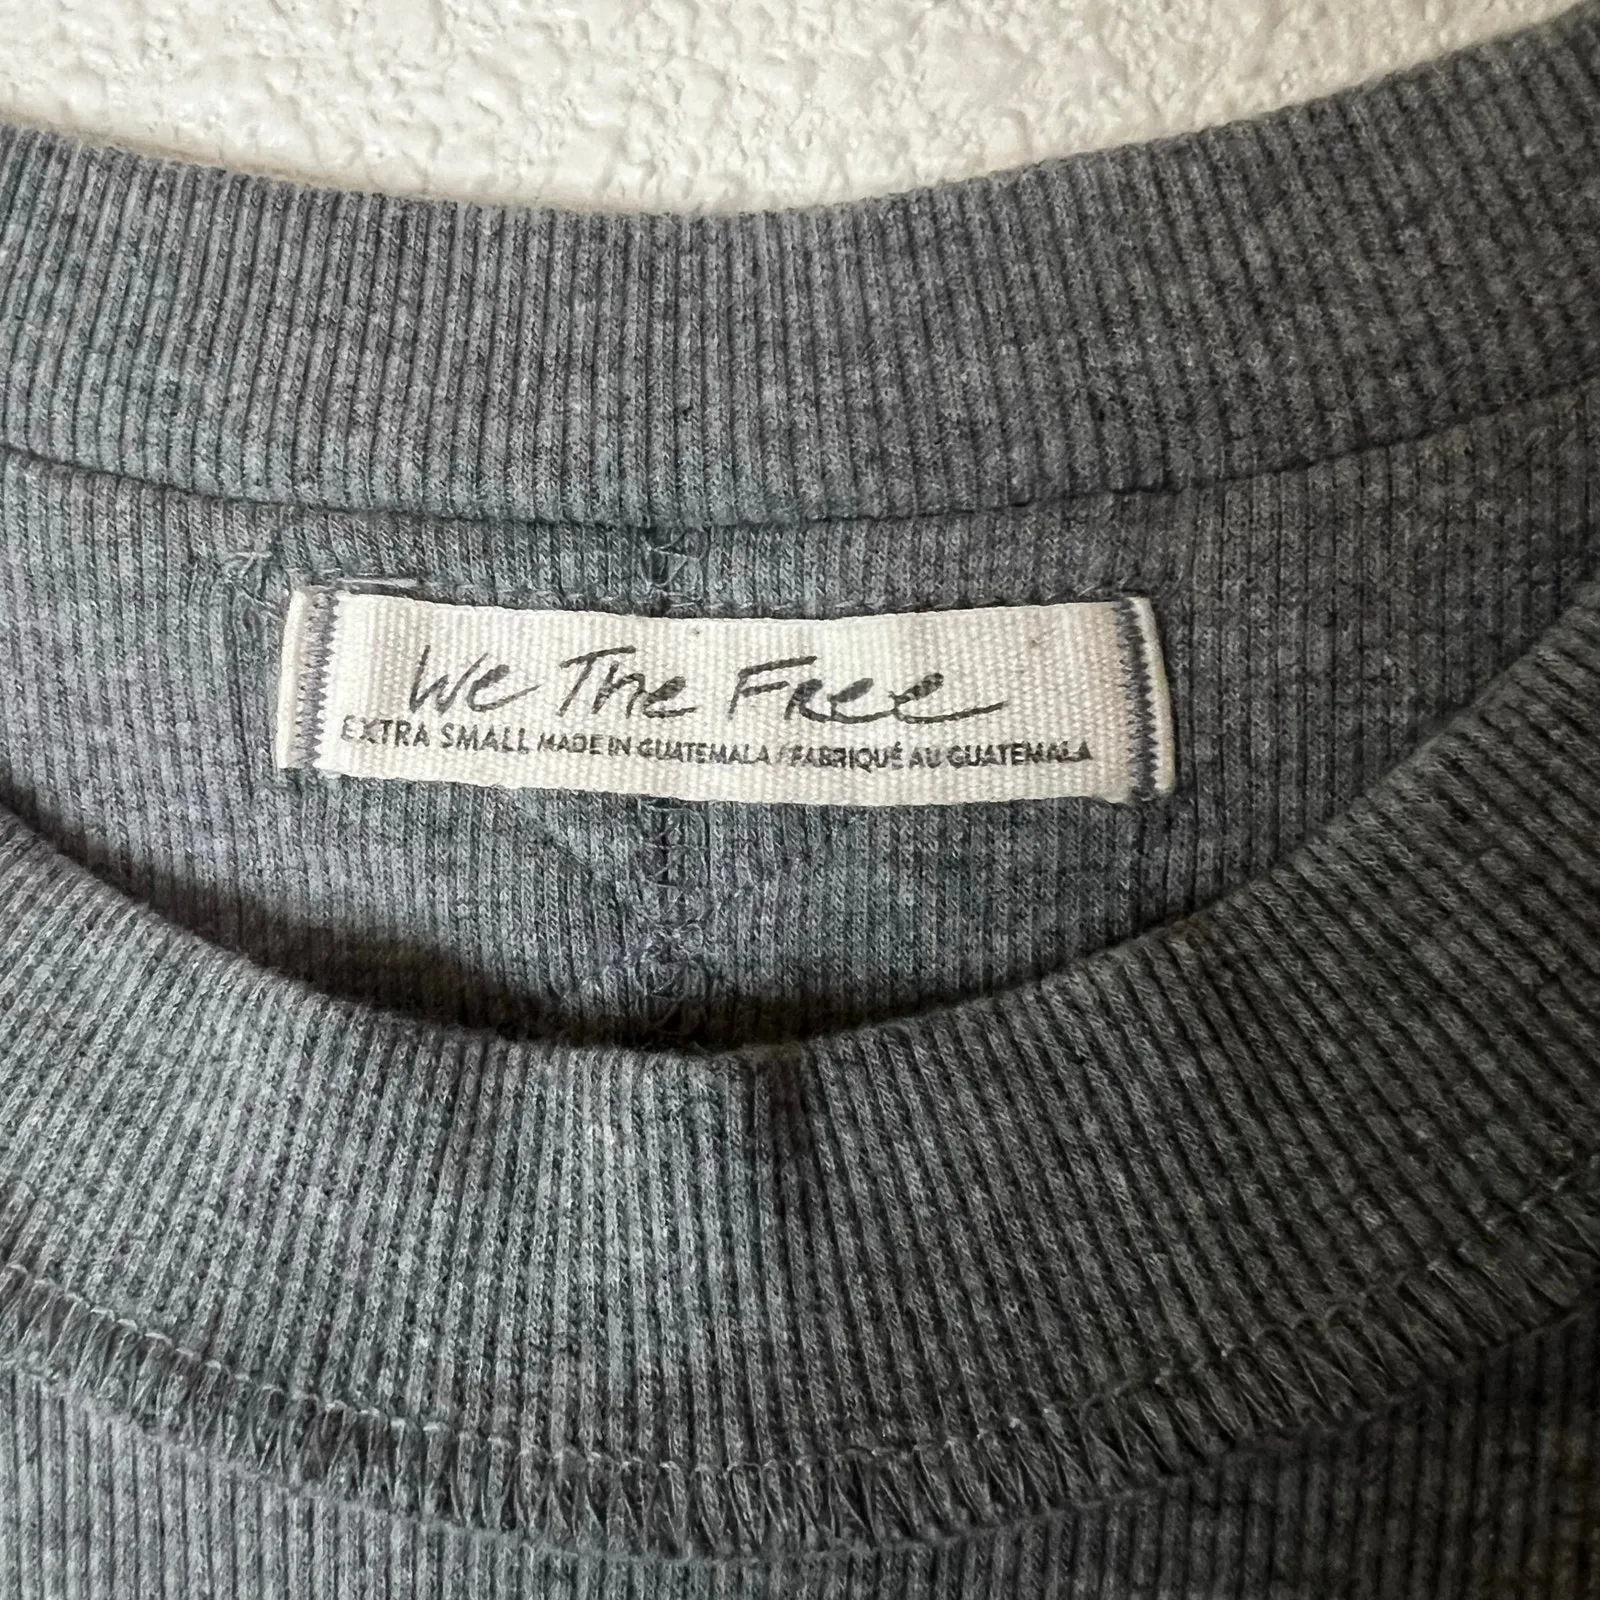 We The Free
EXTRA SMALL MADE IN GUATEMALA / FABRIQUÉ AU GUATEMALA